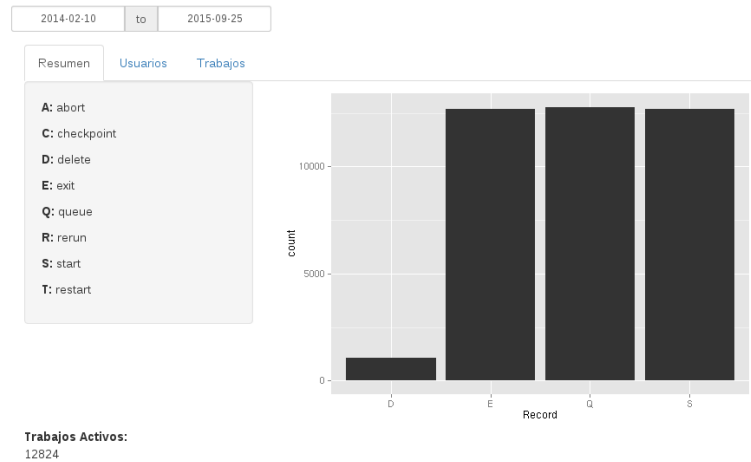 2014-02-10 to 2015-09-25
Resumen Usuarios Trabajos
A: abort
C: checkpoint
D: delete
E: exit
Q: queue
R: rerun
S: start
T: restart
count
10000
5000
0
D E Q S
Record
Trabajos Activos:
12824